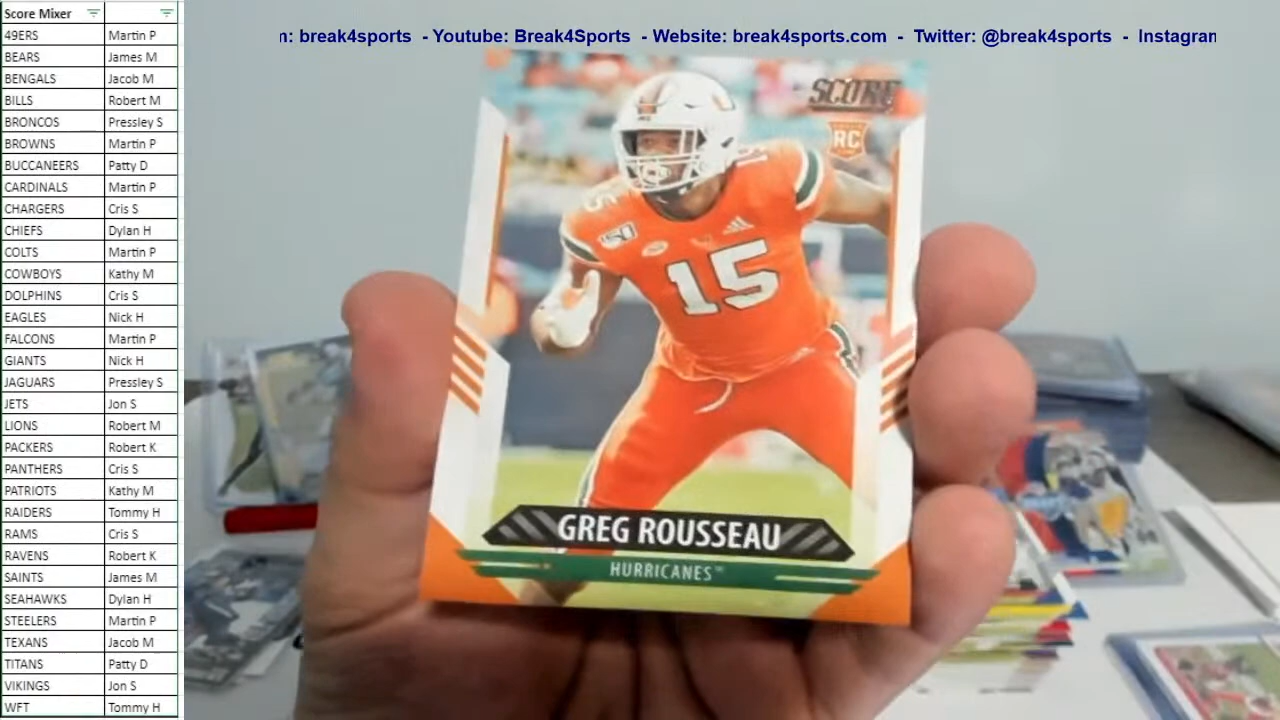 Score Mixer
49ERS Martin P
BEARS James M
BENGALS Jacob M
BILLS Robert M
BRONCOS Pressley S
BROWNS Martin P
BUCCANEERS Patty D
CARDINALS Martin P
CHARGERS Cris S
CHIEFS Dylan H
COLTS Martin P
COWBOYS Kathy M
DOLPHINS Cris S
EAGLES Nick H
FALCONS Martin P
GIANTS Nick H
JAGUARS Pressley S
JETS Jon S
LIONS Robert M
PACKERS Robert K
PANTHERS Cris S
PATRIOTS Kathy M
RAIDERS Tommy H
RAMS Cris S
RAVENS Robert K
SAINTS James M
SEAHAWKS Dylan H
STEELERS Martin P
TEXANS Jacob M
TITANS Patty D
VIKINGS Jon S
WFT Tommy H
n: break4sports - Youtube: Break4Sports - Website: break4sports.com - Twitter: @break4sports - Instagran
SCORE
RC
15
15
150
15
GREG ROUSSEAU
HURRICANES™